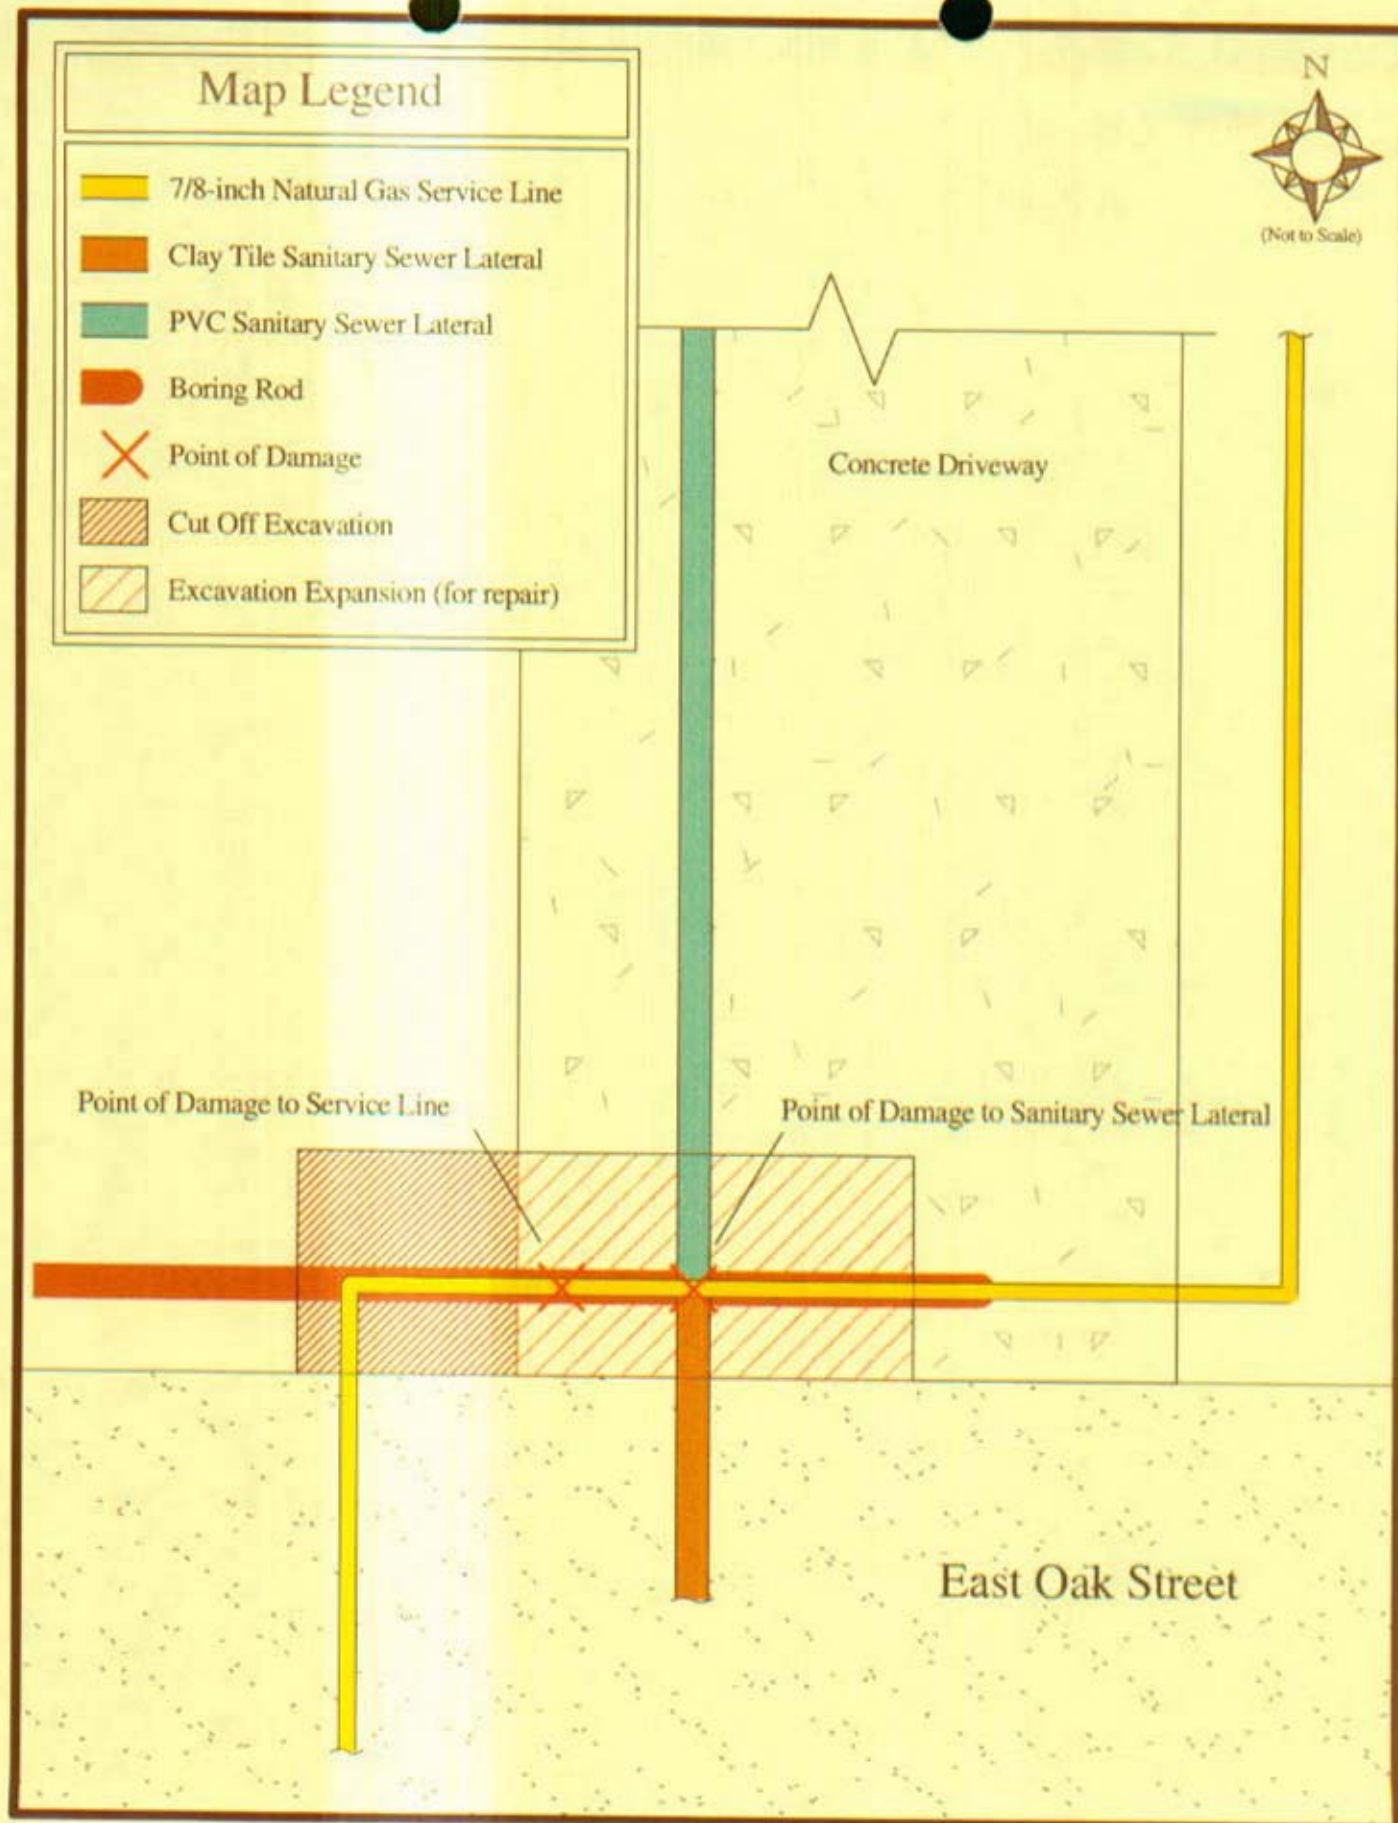 Map Legend
7/8-inch Natural Gas Service Line
Clay Tile Sanitary Sewer Lateral
PVC Sanitary Sewer Lateral
Boring Rod
Point of Damage
Cut Off Excavation
Excavation Expansion (for repair)
N
(Not to Scale)
Concrete Driveway
Point of Damage to Service Line
Point of Damage to Sanitary Sewer Lateral
East Oak Street